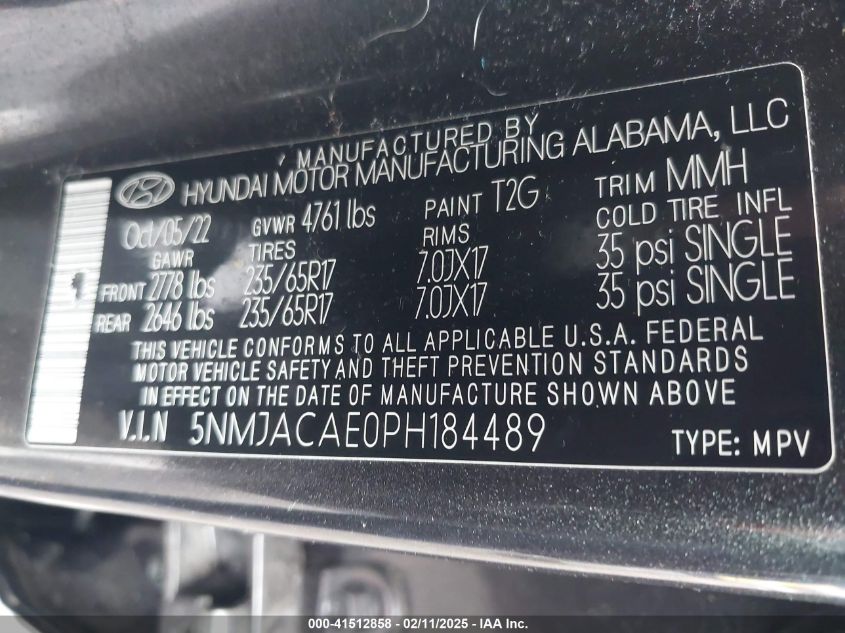 MANUFACTURED BY
HYUNDAI MOTOR MANUFACTURING ALABAMA, LLC
Oct/05/22 GVWR 4761 lbs PAINT T2G TRIM MMH
GAWR TIRES RIMS COLD TIRE INFL
FRONT 2778 lbs 235/65R17 7.0JX17 35 psi SINGLE
REAR 2646 lbs 235/65R17 7.0JX17 35 psi SINGLE
THIS VEHICLE CONFORMS TO ALL APPLICABLE U.S.A. FEDERAL
MOTOR VEHICLE SAFETY AND THEFT PREVENTION STANDARDS
IN EFFECT ON THE DATE OF MANUFACTURE SHOWN ABOVE
V.I.N 5NMJACAE0PH184489 TYPE: MPV
000-41512858 - 02/11/2025 - IAA Inc.